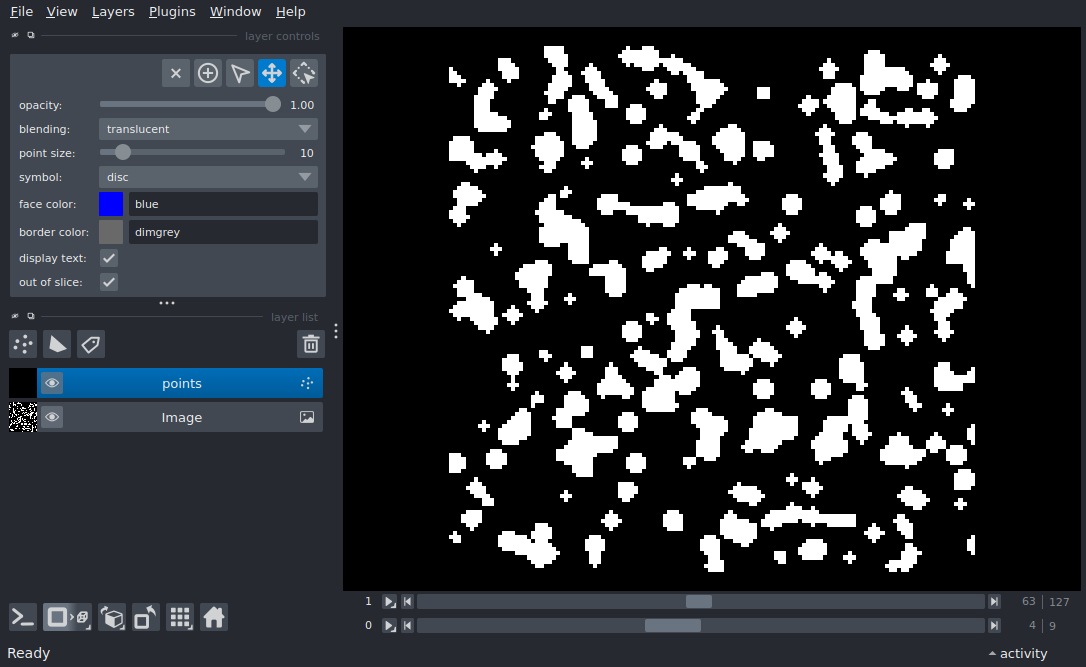 File View Layers Plugins Window Help
layer controls
opacity: 1.00
blending: translucent
point size: 10
symbol: disc
face color: blue
border color: dimgrey
display text:
out of slice:
layer list
points
Image
1 63 | 127
0 4 | 9
Ready activity